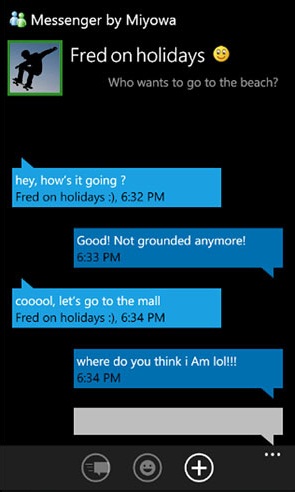 Messenger by Miyowa
Fred on holidays
Who wants to go to the beach?
hey, how's it going ?
Fred on holidays :), 6:32 PM
Good! Not grounded anymore!
6:33 PM
cooool, let's go to the mall
Fred on holidays :), 6:34 PM
where do you think i Am lol!!!
6:34 PM